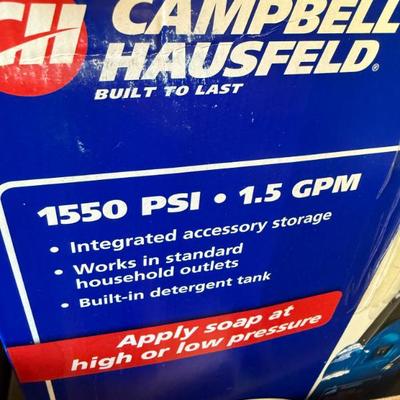 CH CAMPBELL
HAUSFELD®
BUILT TO LAST
1550 PSI • 1.5 GPM
• Integrated accessory storage
• Works in standard
household outlets
• Built-in detergent tank
Apply soap at
high or low pressure